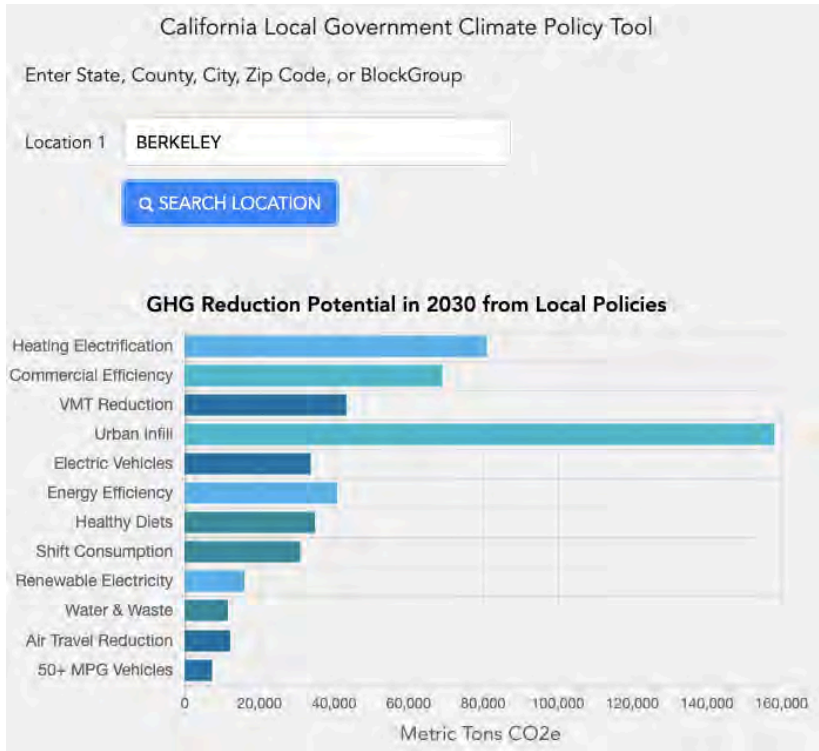 California Local Government Climate Policy Tool
Enter State, County, City, Zip Code, or BlockGroup
Location 1 BERKELEY
SEARCH LOCATION
GHG Reduction Potential in 2030 from Local Policies
Heating Electrification
Commercial Efficiency
VMT Reduction
Urban Infill
Electric Vehicles
Energy Efficiency
Healthy Diets
Shift Consumption
Renewable Electricity
Water & Waste
Air Travel Reduction
50+ MPG Vehicles
0 20,000 40,000 60,000 80,000 100,000 120,000 140,000 160,000
Metric Tons CO2e